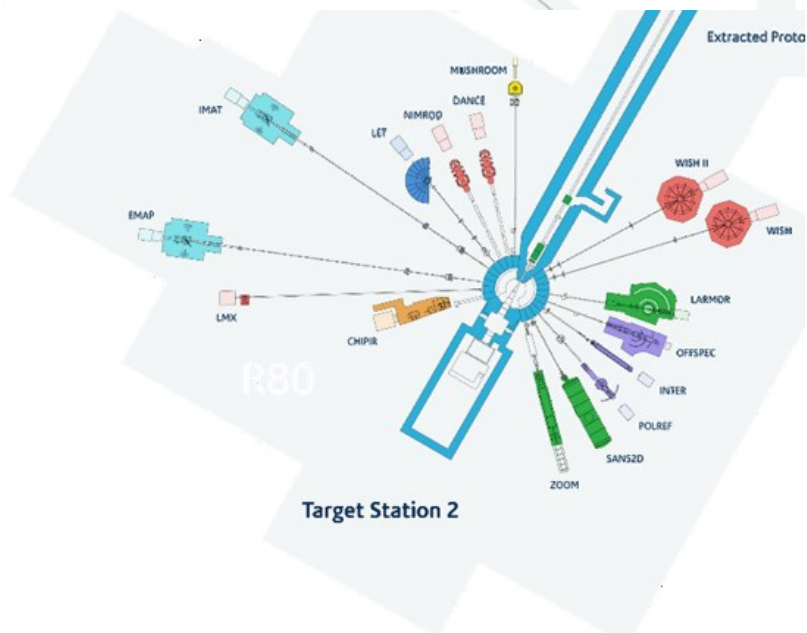 Extracted Proto
MUSHROOM
DANCE
NIMROD
IMAT
LET
WISH II
EMAP
WISH
LMX
LARMOR
CHIPIR
OFFSPEC
R80
INTER
POLREF
SANS2D
ZOOM
Target Station 2